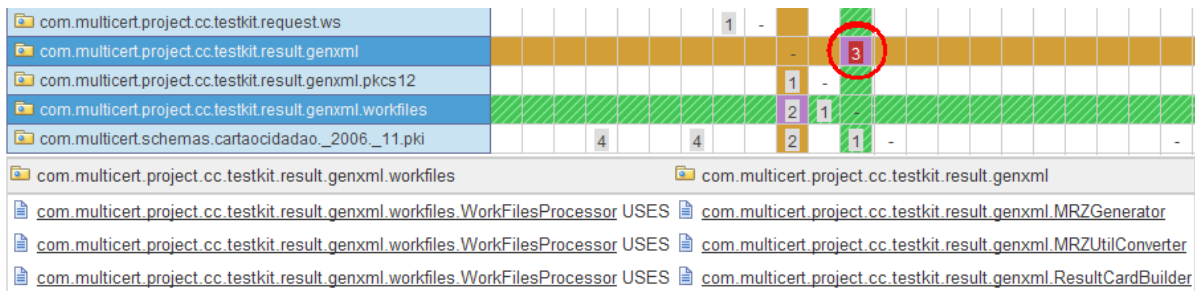 com.multicert.project.cc.testkit.request.ws 1 -
com.multicert.project.cc.testkit.result.genxml - 3
com.multicert.project.cc.testkit.result.genxml.pkcs12 1 -
com.multicert.project.cc.testkit.result.genxml.workfiles 2 1 -
com.multicert.schemas.cartaocidadao._2006._11.pki 4 4 2 1 - -
com.multicert.project.cc.testkit.result.genxml.workfiles com.multicert.project.cc.testkit.result.genxml
com.multicert.project.cc.testkit.result.genxml.workfiles.WorkFilesProcessor USES com.multicert.project.cc.testkit.result.genxml.MRZGenerator
com.multicert.project.cc.testkit.result.genxml.workfiles.WorkFilesProcessor USES com.multicert.project.cc.testkit.result.genxml.MRZUtilConverter
com.multicert.project.cc.testkit.result.genxml.workfiles.WorkFilesProcessor USES com.multicert.project.cc.testkit.result.genxml.ResultCardBuilder